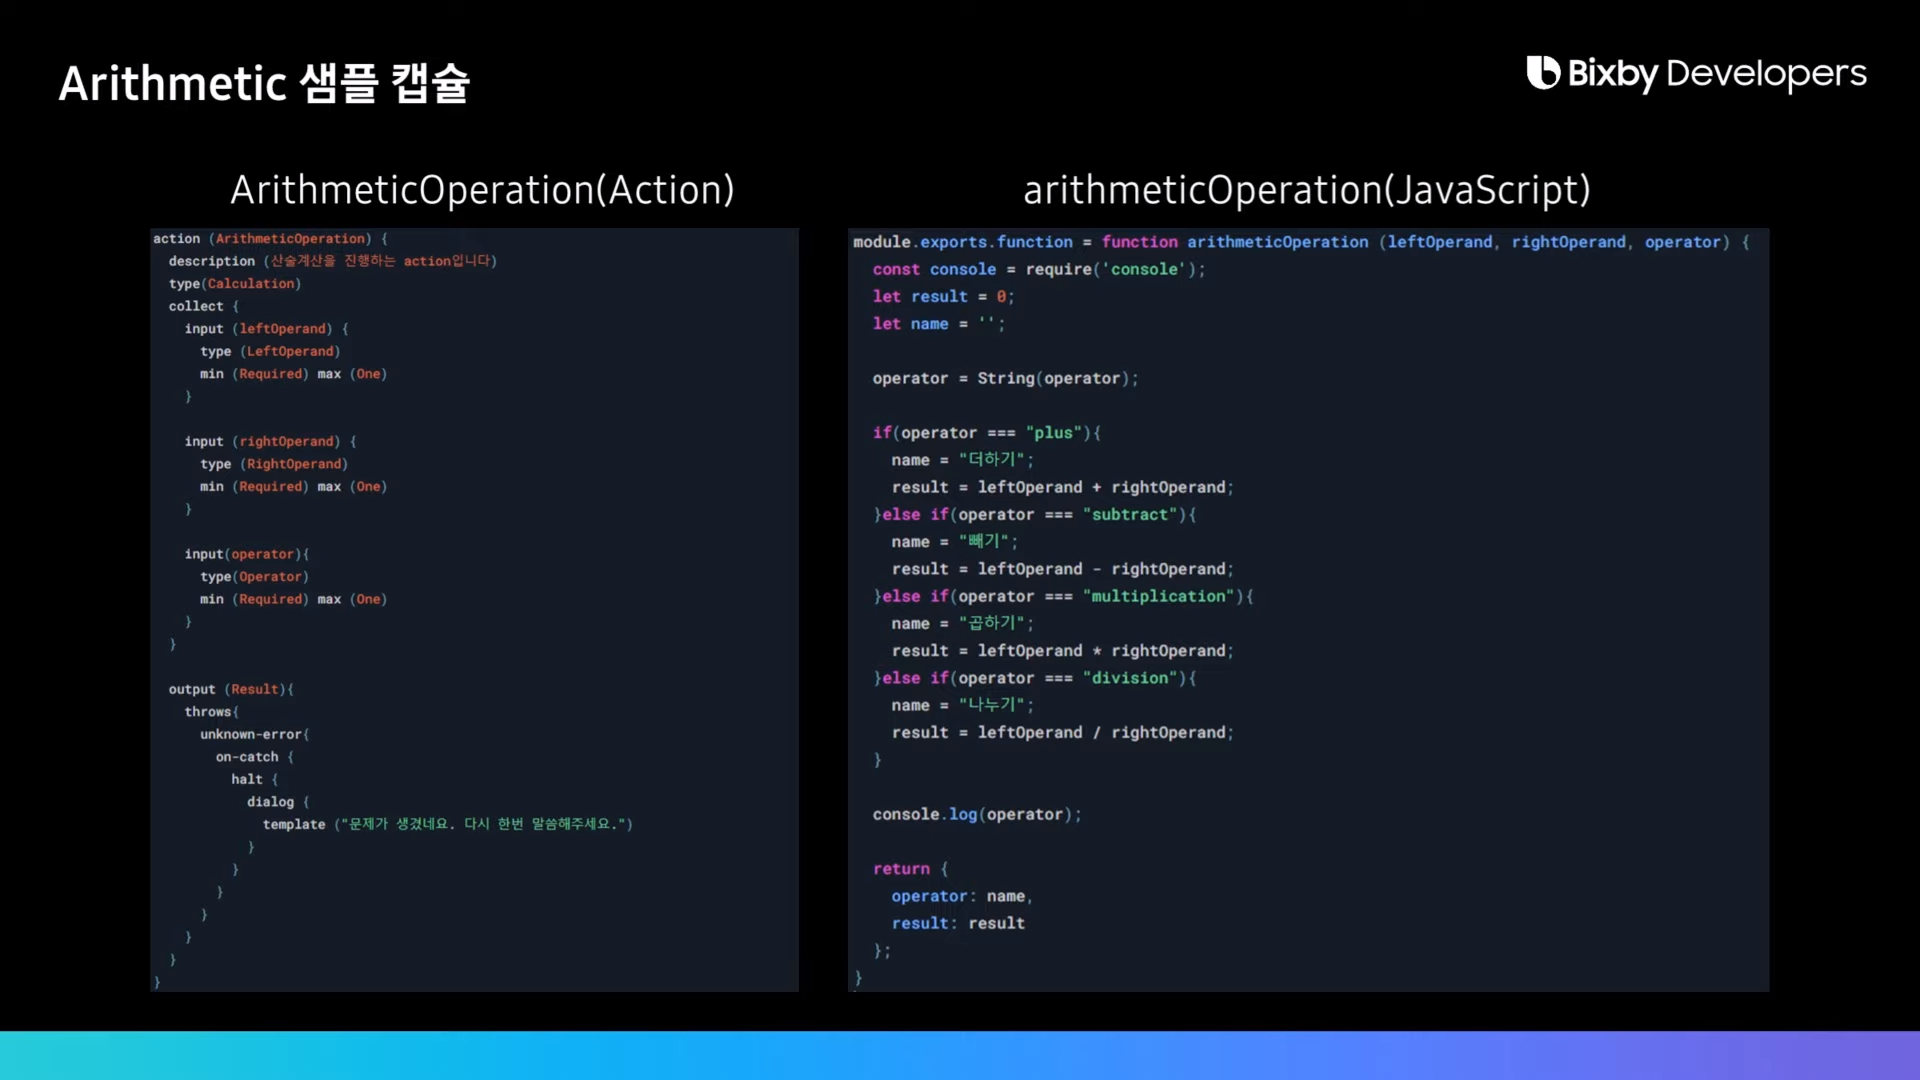 Arithmetic 샘플 캡슐
Bixby Developers
ArithmeticOperation(Action)
action (ArithmeticOperation) {
description (산술계산을 진행하는 action입니다)
type(Calculation)
collect {
input (leftOperand) {
type (LeftOperand)
min (Required) max (One)
}
input (rightOperand) {
type (RightOperand)
min (Required) max (One)
}
input(operator){
type(Operator)
min (Required) max (One)
}
}
output (Result){
throws{
unknown-error{
on-catch {
halt {
dialog {
template ("문제가 생겼네요. 다시 한번 말씀해주세요.")
}
}
}
}
}
}
}
arithmeticOperation(JavaScript)
module.exports.function = function arithmeticOperation (leftOperand, rightOperand, operator) {
const console = require('console');
let result = 0;
let name = '';
operator = String(operator);
if(operator === "plus"){
name = "더하기";
result = leftOperand + rightOperand;
}else if(operator === "subtract"){
name = "빼기";
result = leftOperand - rightOperand;
}else if(operator === "multiplication"){
name = "곱하기";
result = leftOperand * rightOperand;
}else if(operator === "division"){
name = "나누기";
result = leftOperand / rightOperand;
}
console.log(operator);
return {
operator: name,
result: result
};
}